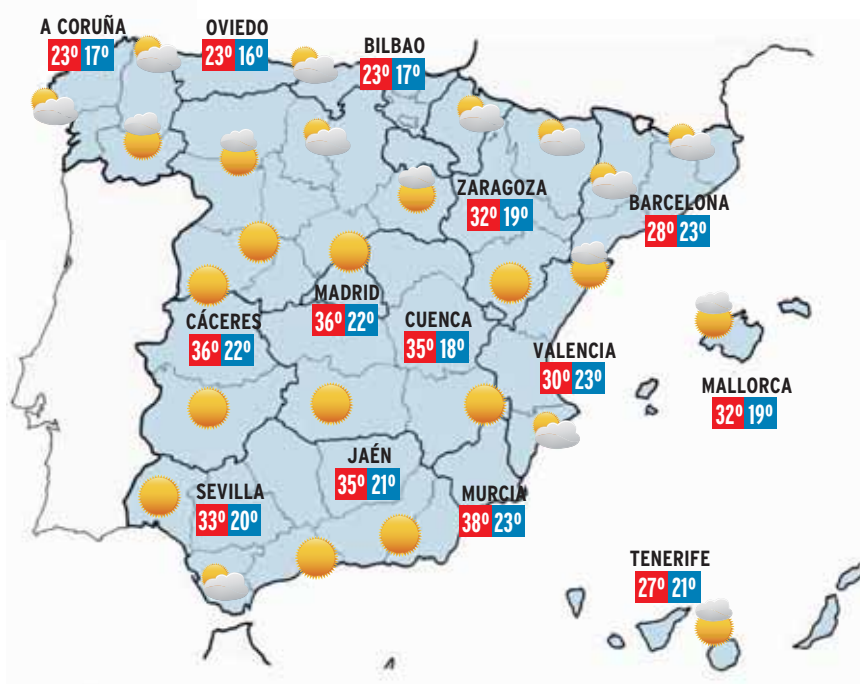 A CORUÑA
23º 17º
OVIEDO
23º 16º
BILBAO
23º 17º
ZARAGOZA
32º 19º
BARCELONA
28º 23º
MADRID
36º 22º
CÁCERES
36º 22º
CUENCA
35º 18º
VALENCIA
30º 23º
MALLORCA
32º 19º
JAÉN
35º 21º
SEVILLA
33º 20º
MURCIA
38º 23º
TENERIFE
27º 21º